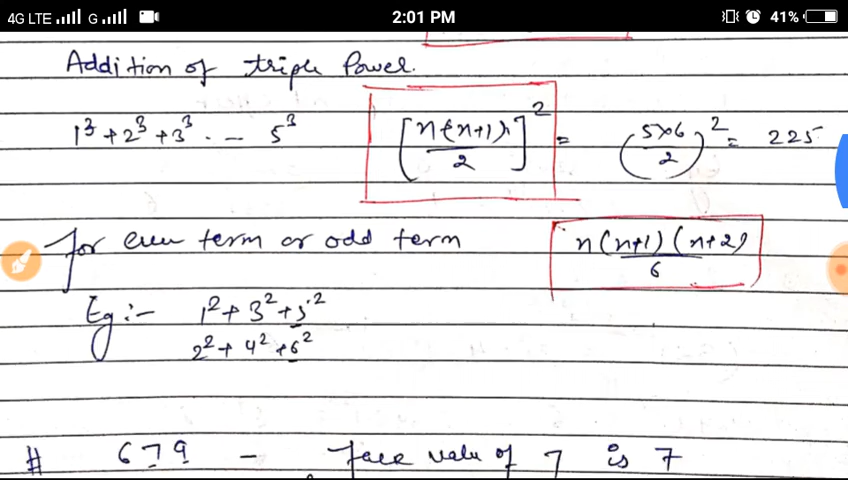 4G LTE G 2:01 PM 41%
Addition of triple Power.
1³ + 2³ + 3³ . - 5³ [n(n+1)/2]² = (5×6/2)² = 225
for even term or odd term n(n+1)(n+2)/6
Eg:- 1² + 3² + 5²
2² + 4² + 6²
# 679 - face value of 7 is 7